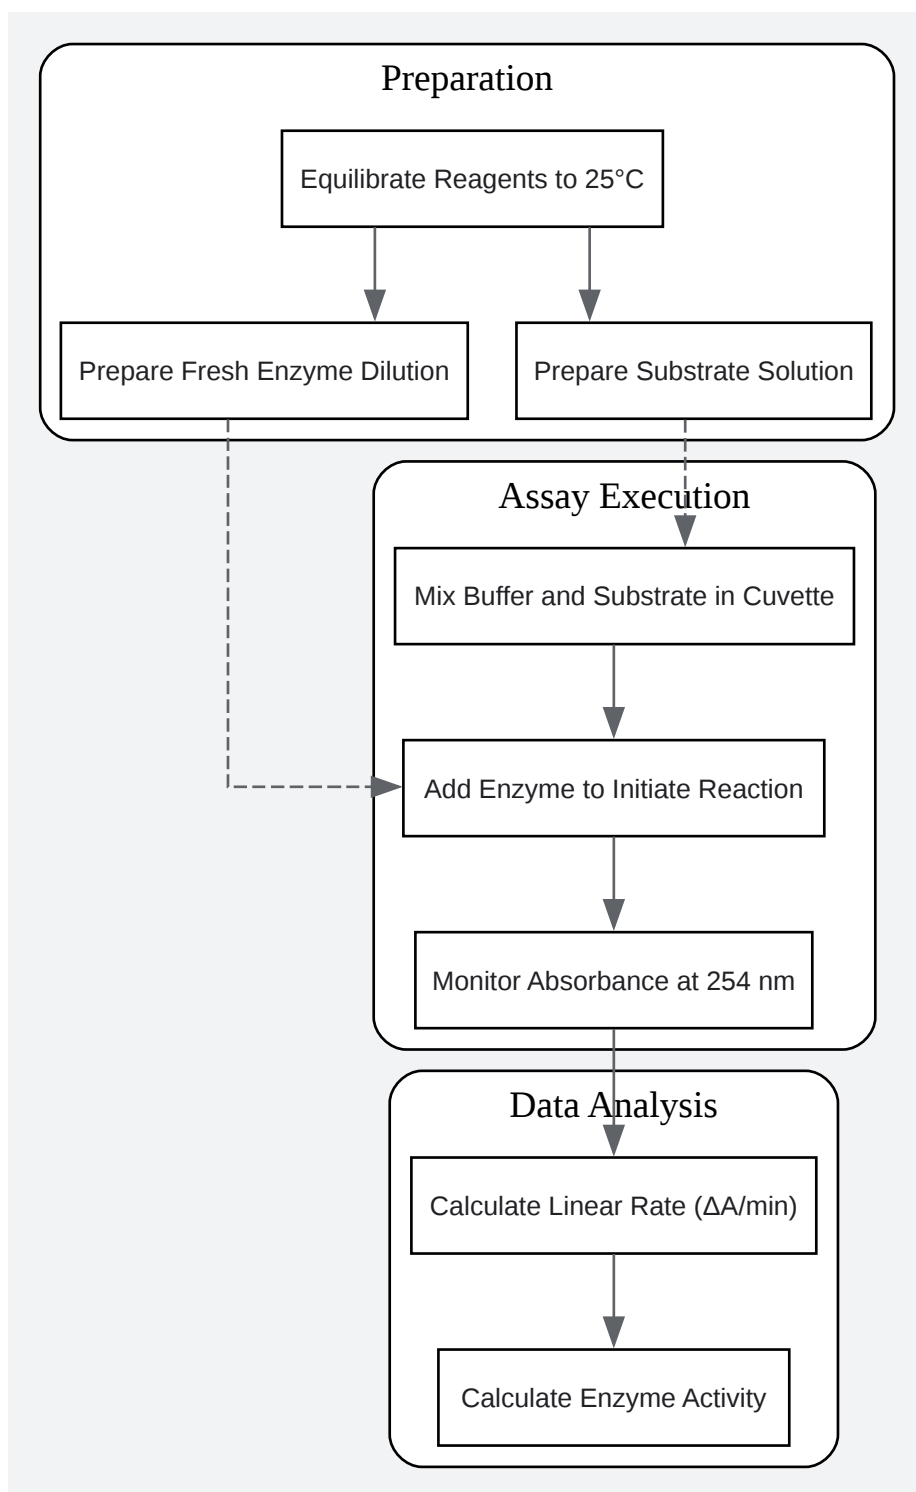 Preparation
Equilibrate Reagents to 25°C
Prepare Fresh Enzyme Dilution
Prepare Substrate Solution
Assay Execution
Mix Buffer and Substrate in Cuvette
Add Enzyme to Initiate Reaction
Monitor Absorbance at 254 nm
Data Analysis
Calculate Linear Rate (ΔA/min)
Calculate Enzyme Activity